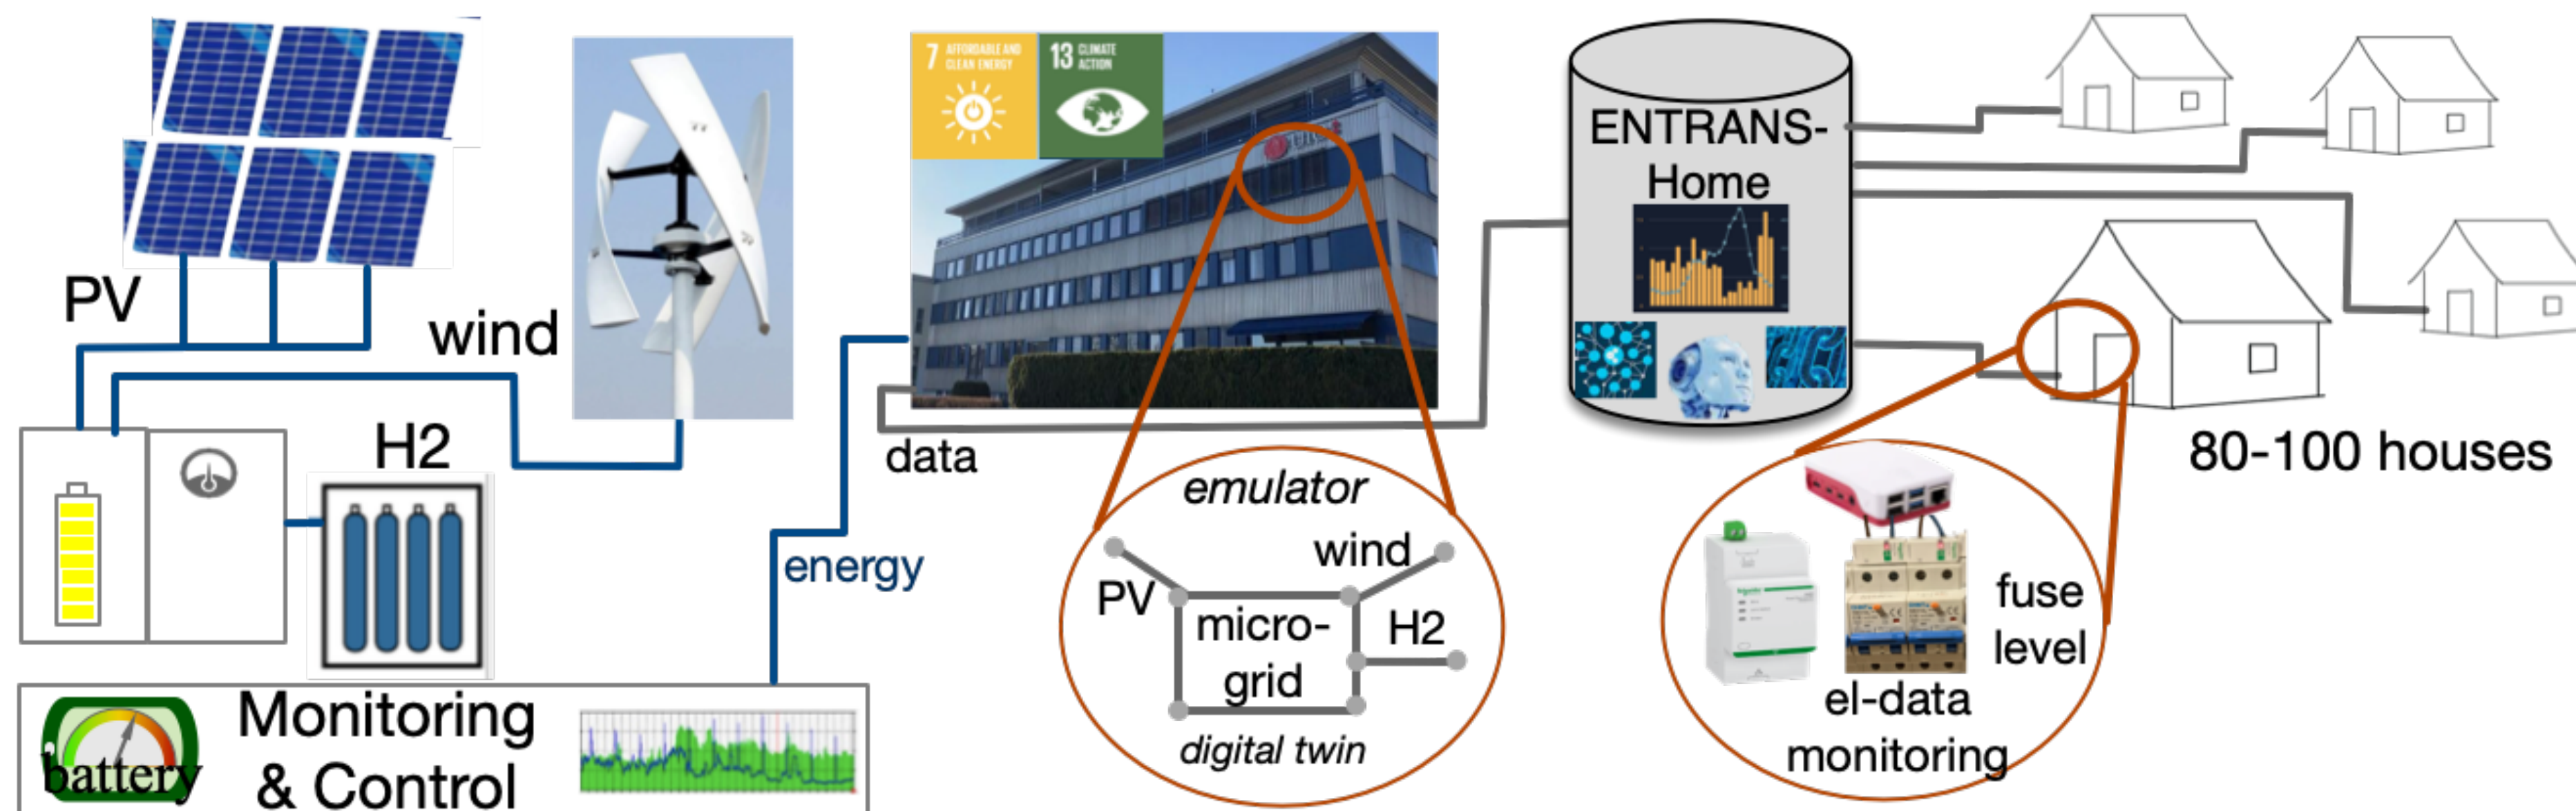 PV
wind
H2
battery
Monitoring
& Control
energy
data
7 AFFORDABLE AND
CLEAN ENERGY
13 CLIMATE
ACTION
emulator
PV
wind
micro-
grid
H2
digital twin
ENTRANS-
Home
80-100 houses
fuse
level
el-data
monitoring